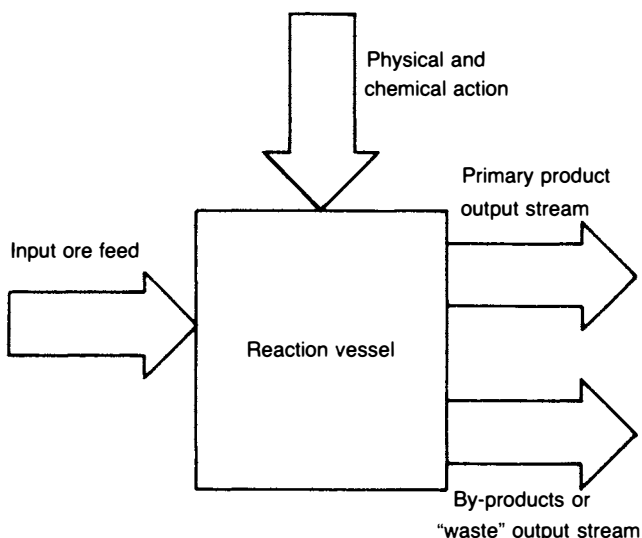 Physical and
chemical action
Primary product
output stream
Input ore feed
Reaction vessel
By-products or
“waste” output stream